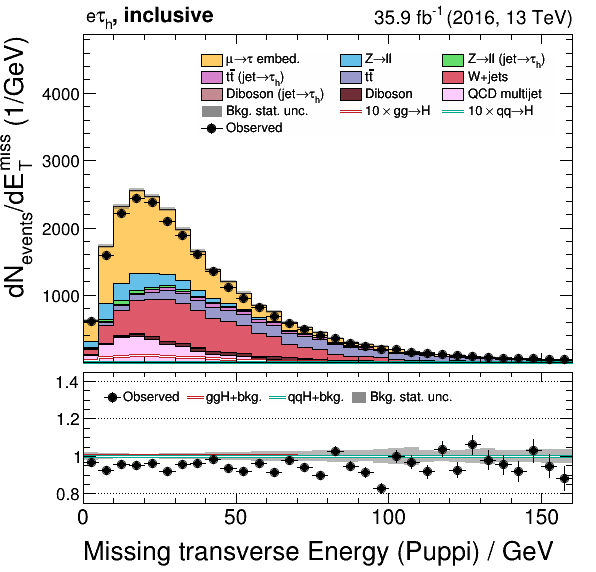 eτh, inclusive 35.9 fb-1 (2016, 13 TeV)
dNevents/dETmiss (1/GeV)
μ→τ embed. Z→ll Z→ll (jet→τh)
tt̄ (jet→τh) tt̄ W+jets
Diboson (jet→τh) Diboson QCD multijet
Bkg. stat. unc. 10 × gg→H 10 × qq→H
Observed
4000
3000
2000
1000
1.4
1.2
1
0.8
Observed ggH+bkg. qqH+bkg. Bkg. stat. unc.
0 50 100 150
Missing transverse Energy (Puppi) / GeV